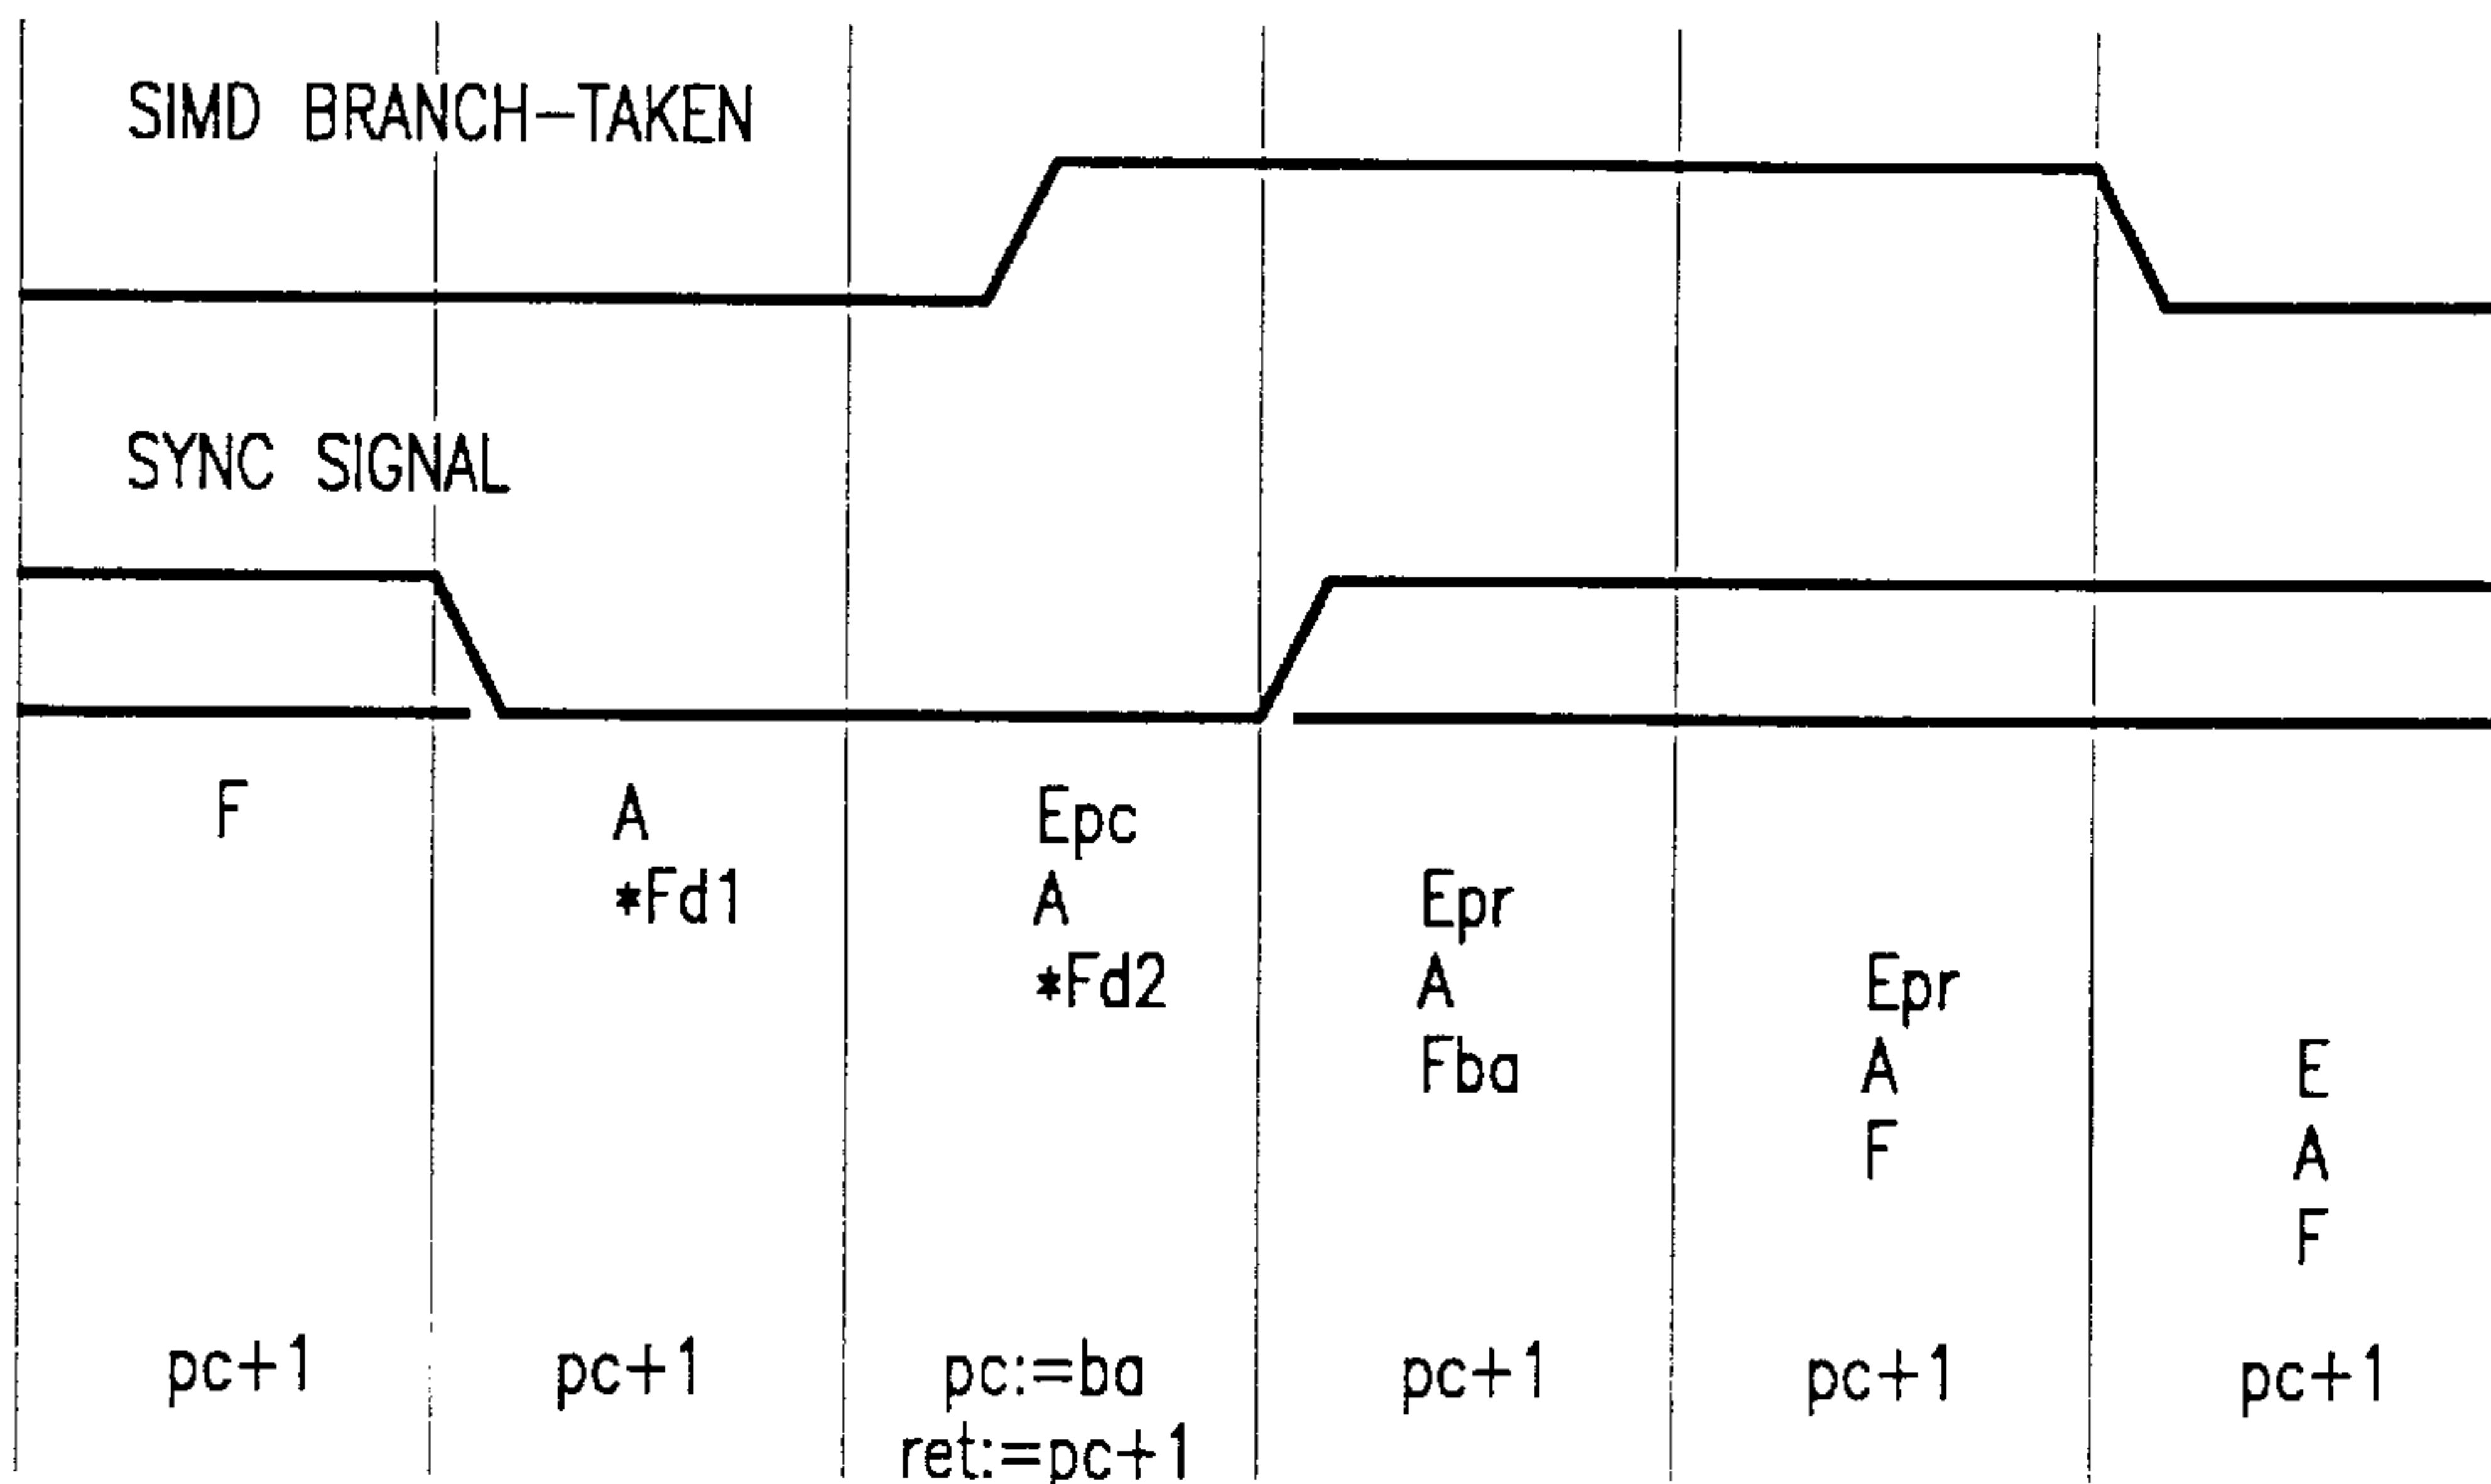 SIMD BRANCH-TAKEN
SYNC SIGNAL
F A Epc
*Fd1 A Epr
*Fd2 A Epr
Fba A E
F A
F
pc+1 pc+1 pc:=ba pc+1 pc+1 pc+1
ret:=pc+1